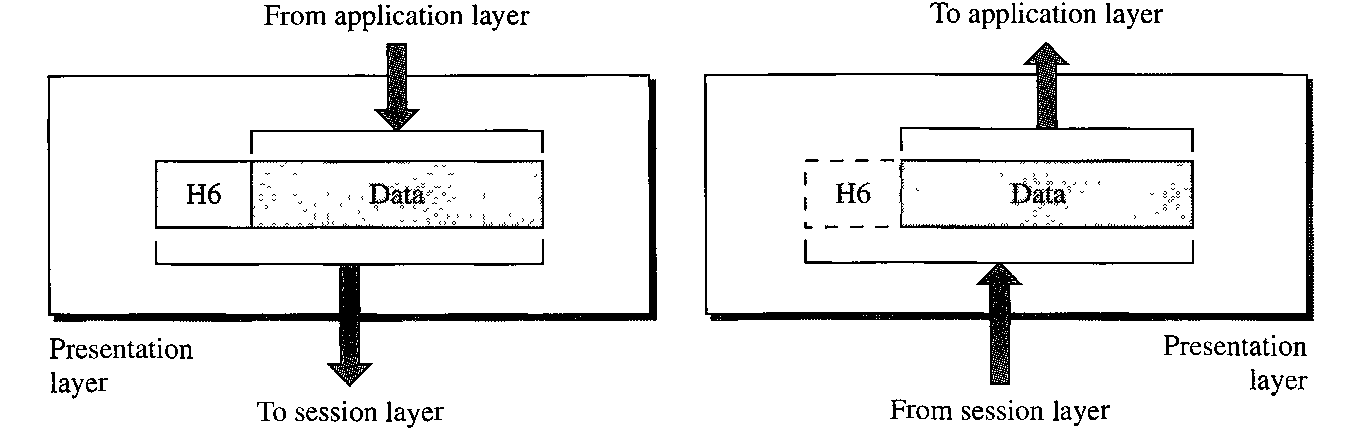 From application layer
To application layer
H6
Data
H6
Data
Presentation
layer
To session layer
Presentation
layer
From session layer